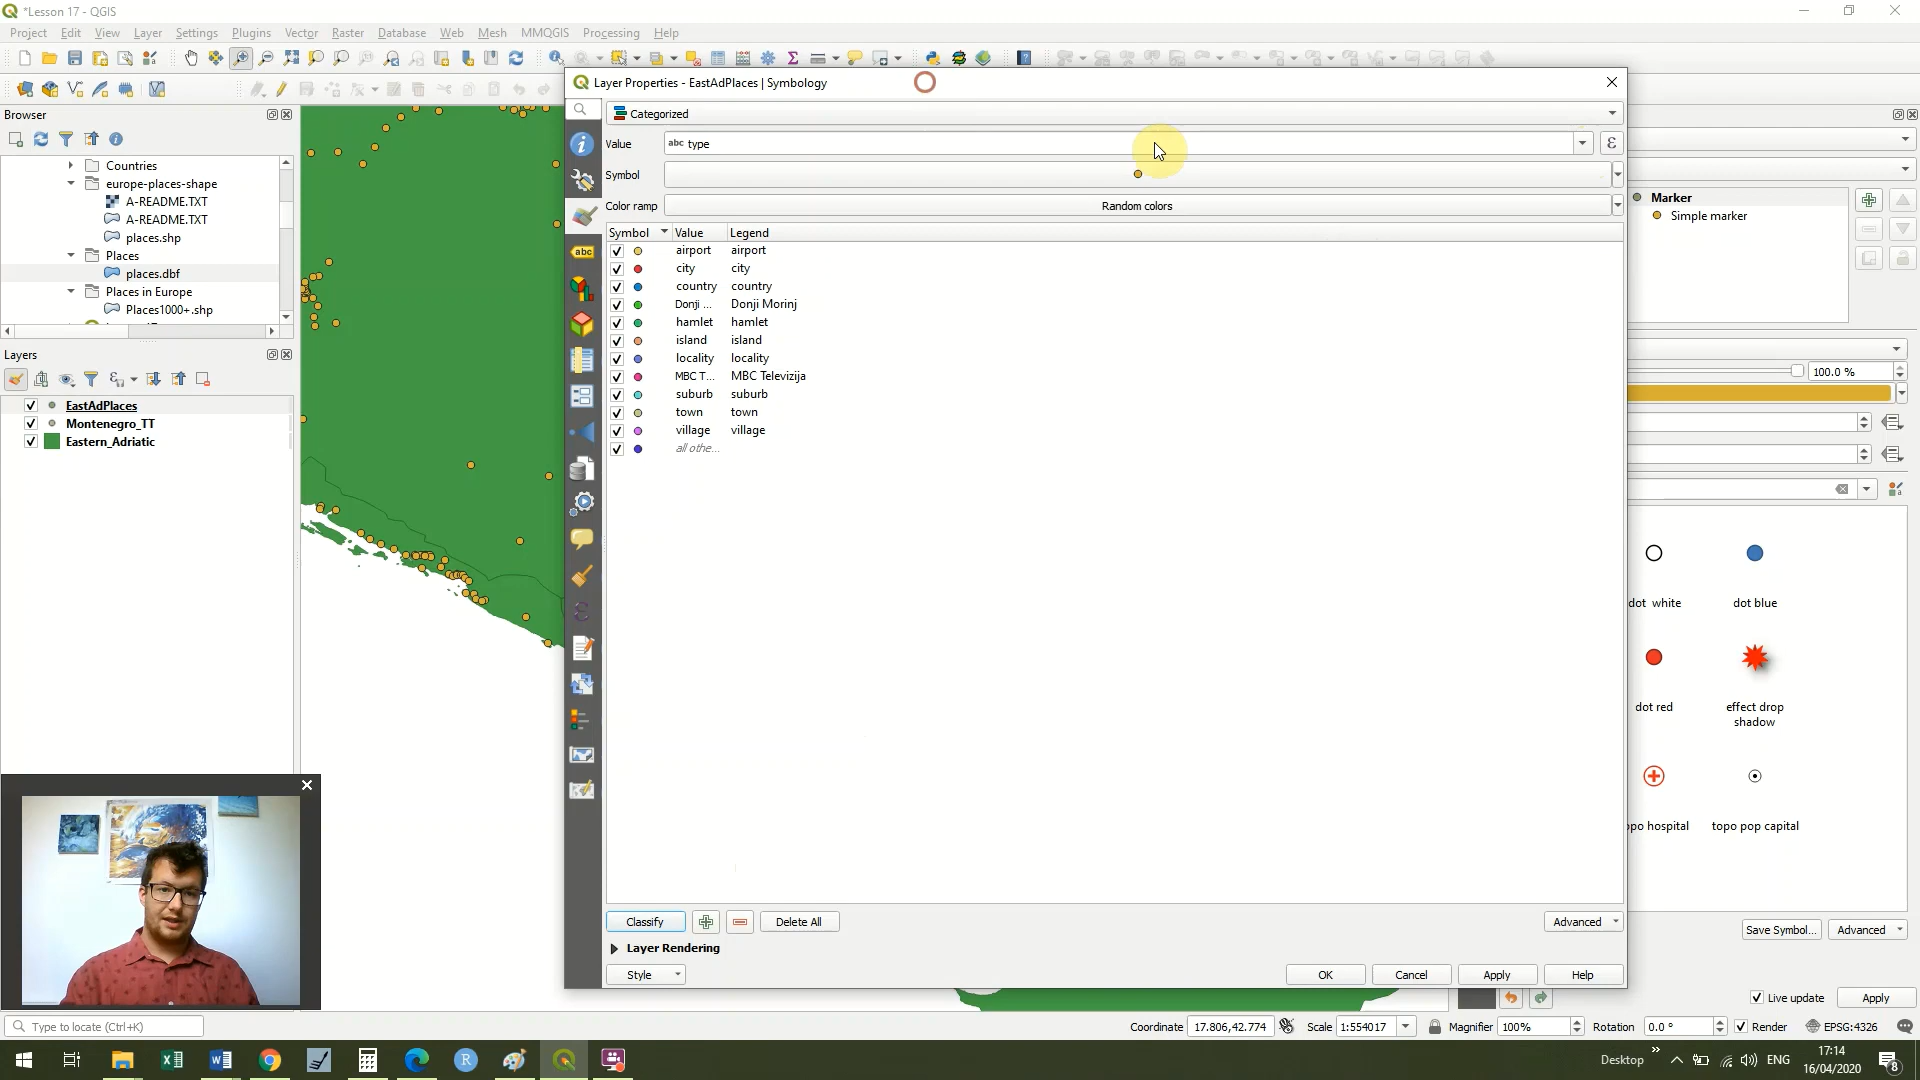 *Lesson 17 - QGIS
Project Edit View Layer Settings Plugins Vector Raster Database Web Mesh MMQGIS Processing Help
Layer Properties - EastAdPlaces | Symbology
Browser
Categorized
Value abc type
Countries
Symbol
europe-places-shape
A-README.TXT
Color ramp Random colors
A-README.TXT
places.shp
Symbol Value Legend
Places
airport airport
places.dbf
city city
Places in Europe
country country
Places1000+.shp
Donji ... Donji Morinj
hamlet hamlet
island island
Layers
locality locality
MBC T... MBC Televizija
suburb suburb
EastAdPlaces
town town
Montenegro_TT
village village
Eastern_Adriatic
all othe...
Marker
Simple marker
100.0 %
dot white dot blue
dot red effect drop
shadow
opo hospital topo pop capital
Classify Delete All Advanced
Save Symbol... Advanced
Layer Rendering
Style OK Cancel Apply Help
Live update Apply
Type to locate (Ctrl+K) Coordinate 17.806,42.774 Scale 1:554017 Magnifier 100% Rotation 0.0 ° Render EPSG:4326
Desktop ENG 17:14
16/04/2020 8